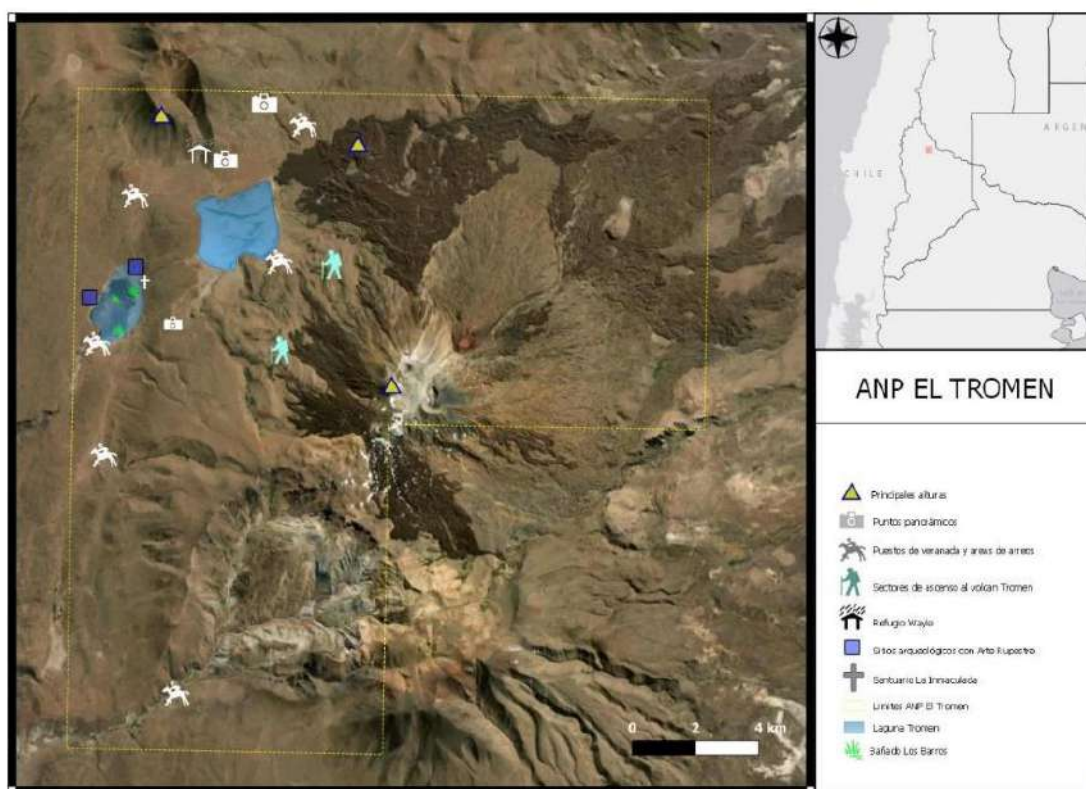 ARGEN
CHILE
ANP EL TROMEN
Principales alturas
Puntos panorámicos
Puestos de veranada y areas de arreos
Sectores de ascenso al volcan Tromen
Refugio Wayle
Sitios arqueológicos con Arte Rupestre
Santuario La Inmaculada
Limites ANP El Tromen
Laguna Tromen
Bañado Los Barros
0 2 4 km